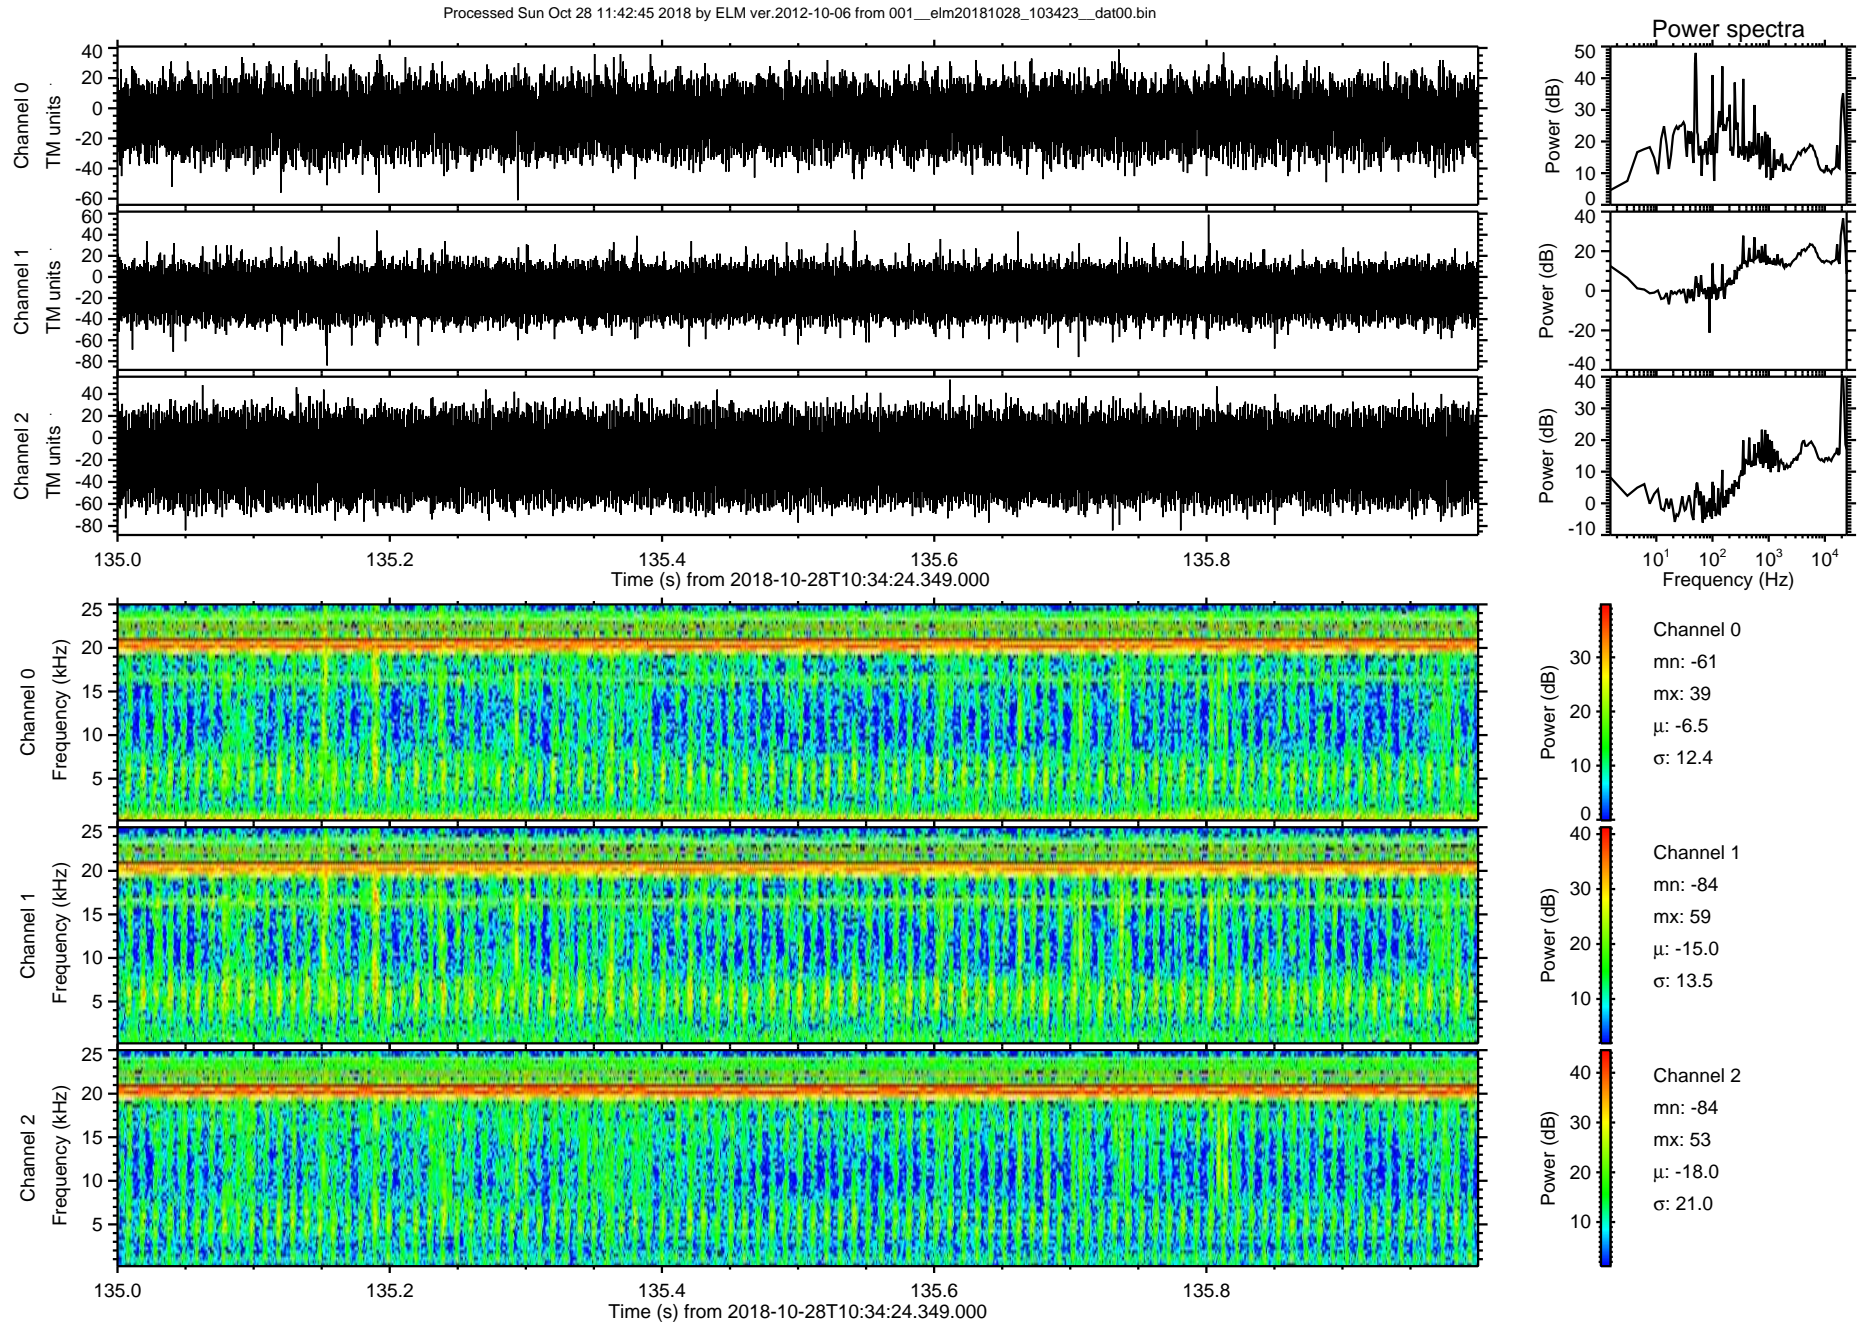 Processed Sun Oct 28 11:42:45 2018 by ELM ver.2012-10-06 from 001__elm20181028_103423__dat00.bin
Power spectra
Channel 0
TM units
40
20
0
-20
-40
-60
Power (dB)
50
40
30
20
10
0
Channel 1
TM units
60
40
20
0
-20
-40
-60
-80
Power (dB)
40
20
0
-20
-40
Channel 2
TM units
40
20
0
-20
-40
-60
-80
Power (dB)
40
30
20
10
0
-10
135.0 135.2 135.4 135.6 135.8
Time (s) from 2018-10-28T10:34:24.349.000
10^1 10^2 10^3 10^4
Frequency (Hz)
Channel 0
Frequency (kHz)
25
20
15
10
5
Power (dB)
30
20
10
0
Channel 0
mn: -61
mx: 39
μ: -6.5
σ: 12.4
Channel 1
Frequency (kHz)
25
20
15
10
5
Power (dB)
40
30
20
10
Channel 1
mn: -84
mx: 59
μ: -15.0
σ: 13.5
Channel 2
Frequency (kHz)
25
20
15
10
5
Power (dB)
40
30
20
10
Channel 2
mn: -84
mx: 53
μ: -18.0
σ: 21.0
135.0 135.2 135.4 135.6 135.8
Time (s) from 2018-10-28T10:34:24.349.000